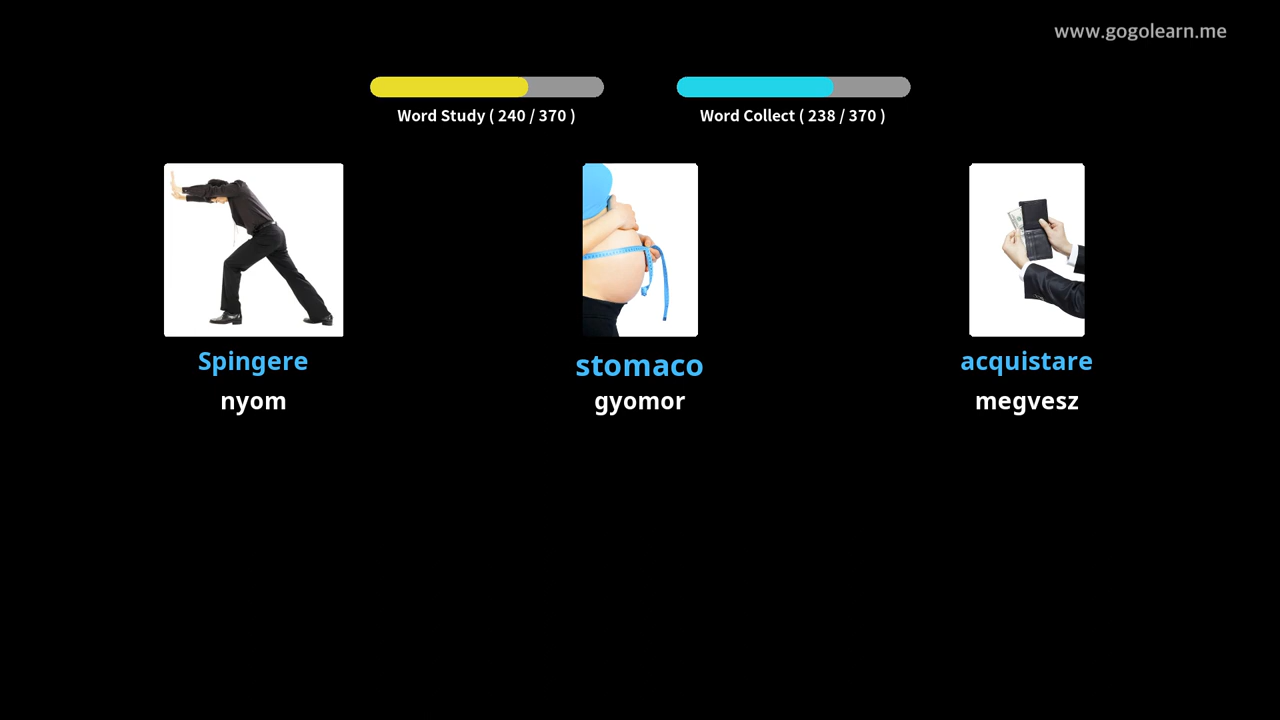 www.gogolearn.me
Word Study ( 240 / 370 )
Word Collect ( 238 / 370 )
Spingere
nyom
stomaco
gyomor
acquistare
megvesz